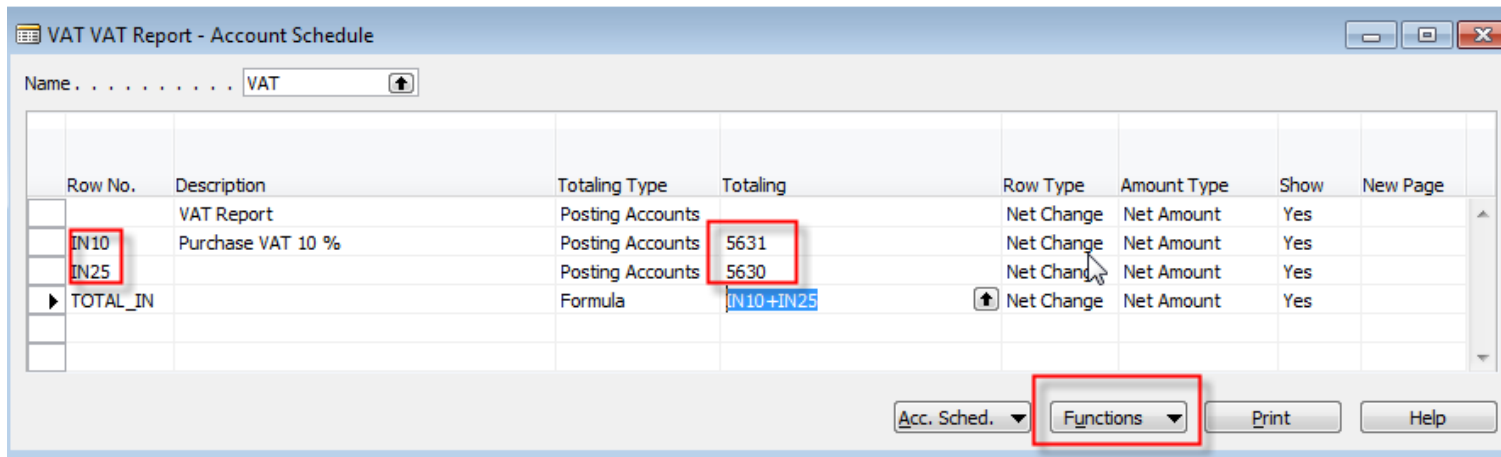 VAT VAT Report - Account Schedule
Name. . . . . . . . . . . VAT
Row No. Description Totaling Type Totaling Row Type Amount Type Show New Page
VAT Report Posting Accounts Net Change Net Amount Yes
IN10 Purchase VAT 10 % Posting Accounts 5631 Net Change Net Amount Yes
IN25 Posting Accounts 5630 Net Change Net Amount Yes
TOTAL_IN Formula IN10+IN25 Net Change Net Amount Yes
Acc. Sched. Functions Print Help